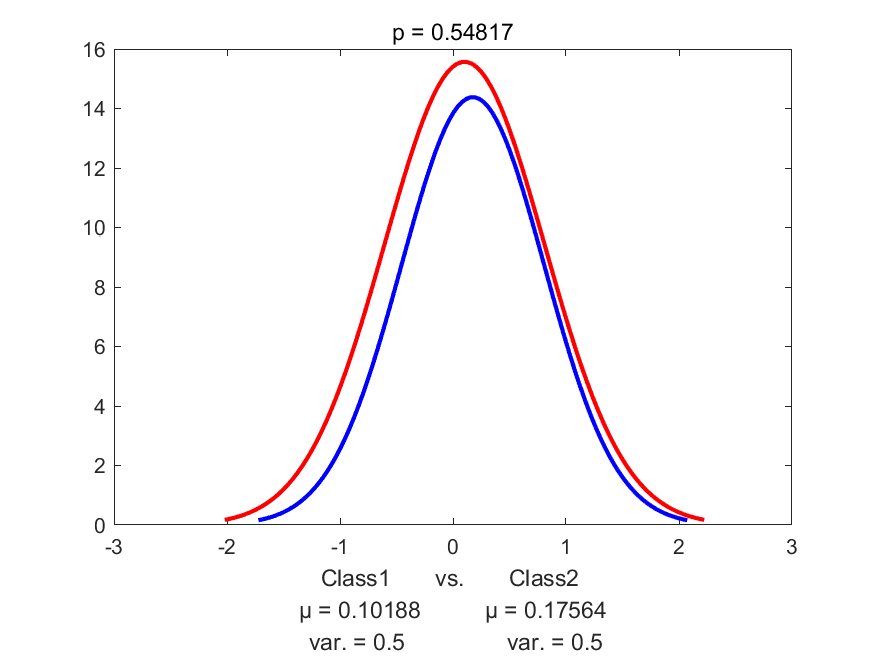 p = 0.54817
16
14
12
10
8
6
4
2
0
-3 -2 -1 0 1 2 3
Class1 vs. Class2
μ = 0.10188 μ = 0.17564
var. = 0.5 var. = 0.5